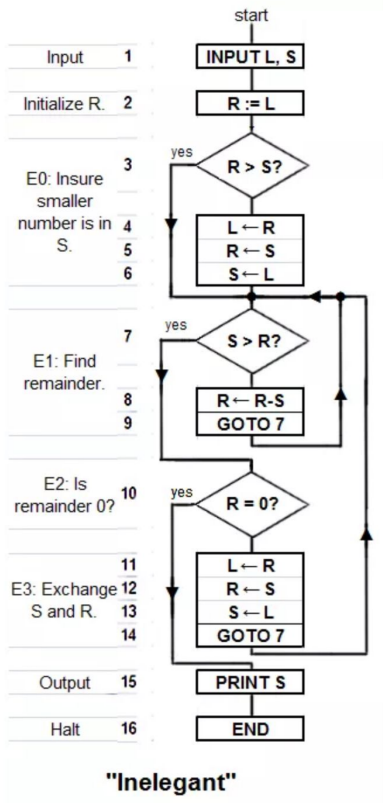 start
Input 1 INPUT L, S
Initialize R. 2 R := L
yes
3 R > S?
E0: Insure
smaller
number is in
S.
4 L ← R
5 R ← S
6 S ← L
yes
7 S > R?
E1: Find
remainder.
8 R ← R-S
9 GOTO 7
E2: Is
remainder 0?
10 yes R = 0?
11 L ← R
E3: Exchange
S and R.
12 R ← S
13 S ← L
14 GOTO 7
Output 15 PRINT S
Halt 16 END
"Inelegant"